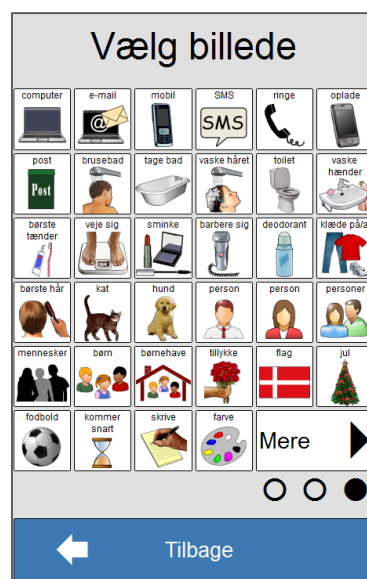 Vælg billede
computer e-mail mobil SMS ringe oplade
@ SMS
post brusebad tage bad vaske håret toilet vaske hænder
Post
børste tænder veje sig sminke barbere sig deodorant klæde på/a
børste hår kat hund person person personer
mennesker børn børnehave tillykke flag jul
fodbold kommer snart skrive farve
Mere
Tilbage